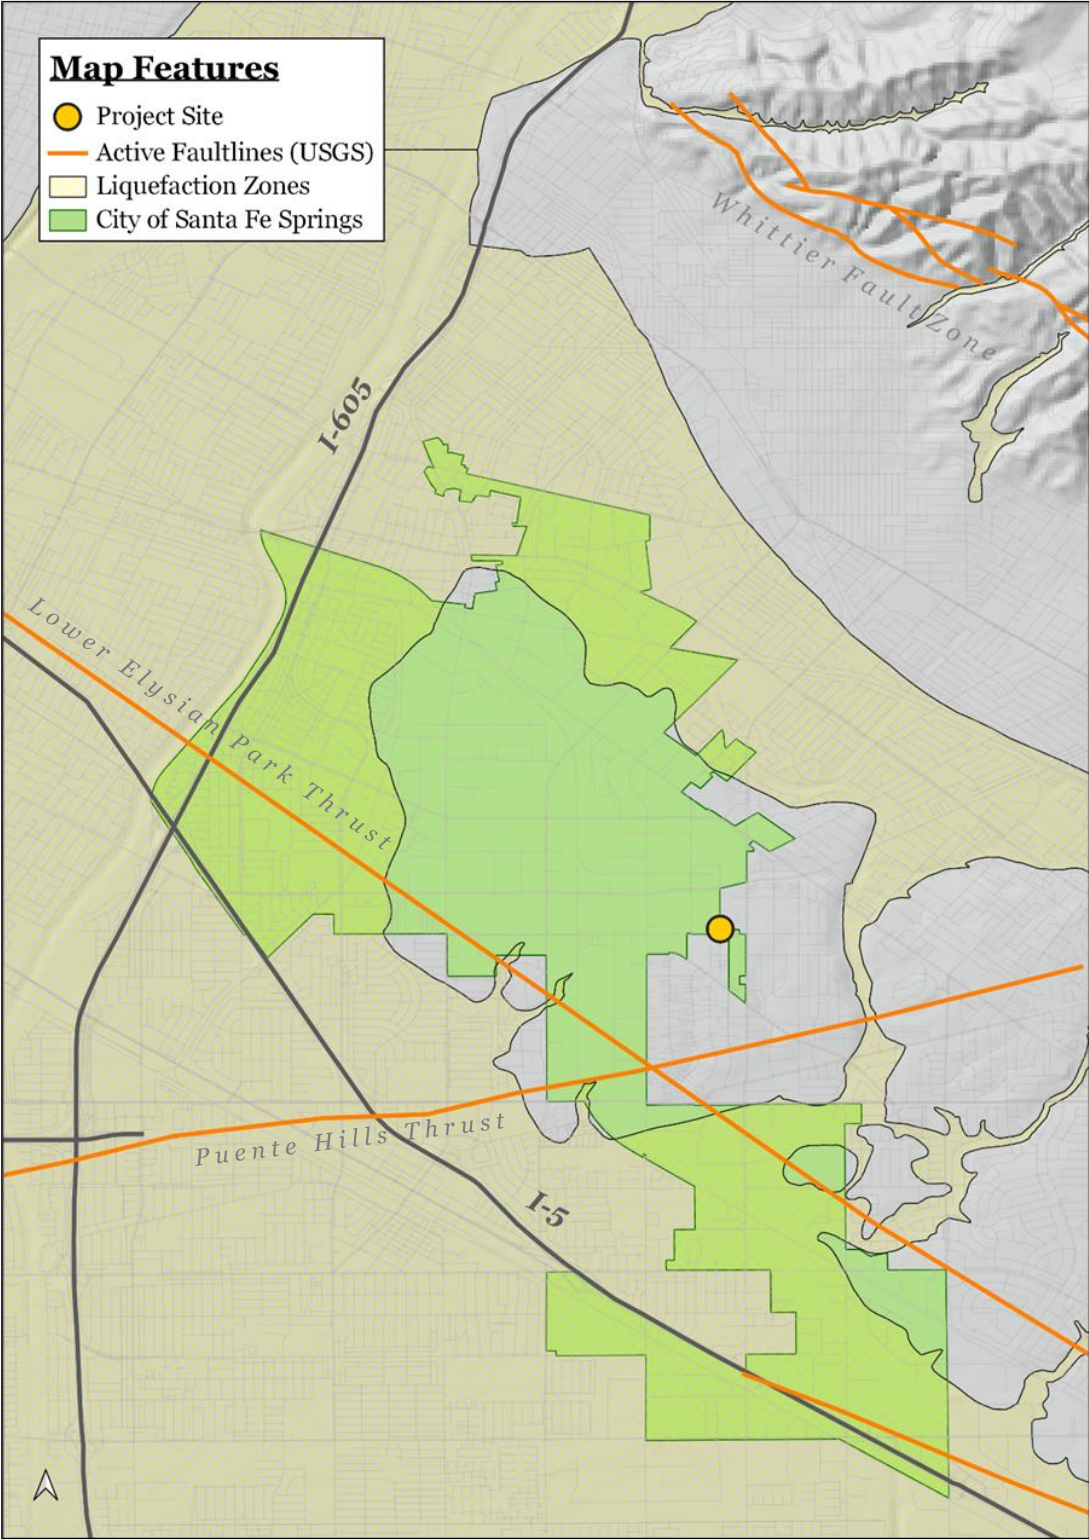 Map Features
Project Site
Active Faultlines (USGS)
Liquefaction Zones
City of Santa Fe Springs
Whittier Fault Zone
I-605
Lower Elysian Park Thrust
Puente Hills Thrust
I-5